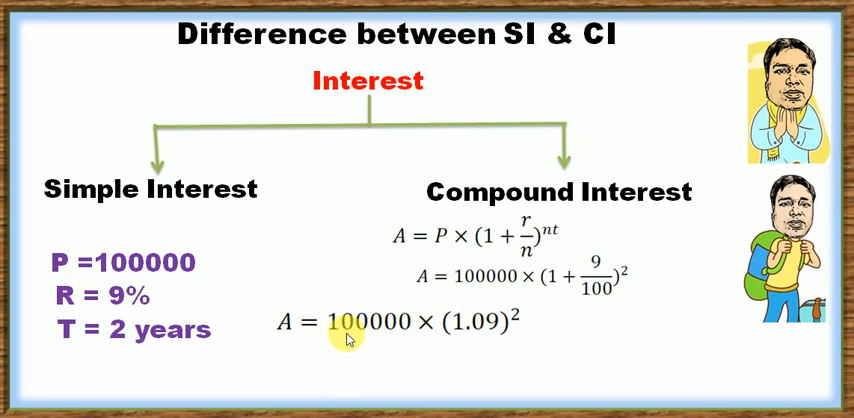 Difference between SI & CI
Interest
Simple Interest
Compound Interest
P =100000
R = 9%
T = 2 years
A = P × (1 + r/n)^nt
A = 100000 × (1 + 9/100)^2
A = 100000 × (1.09)^2